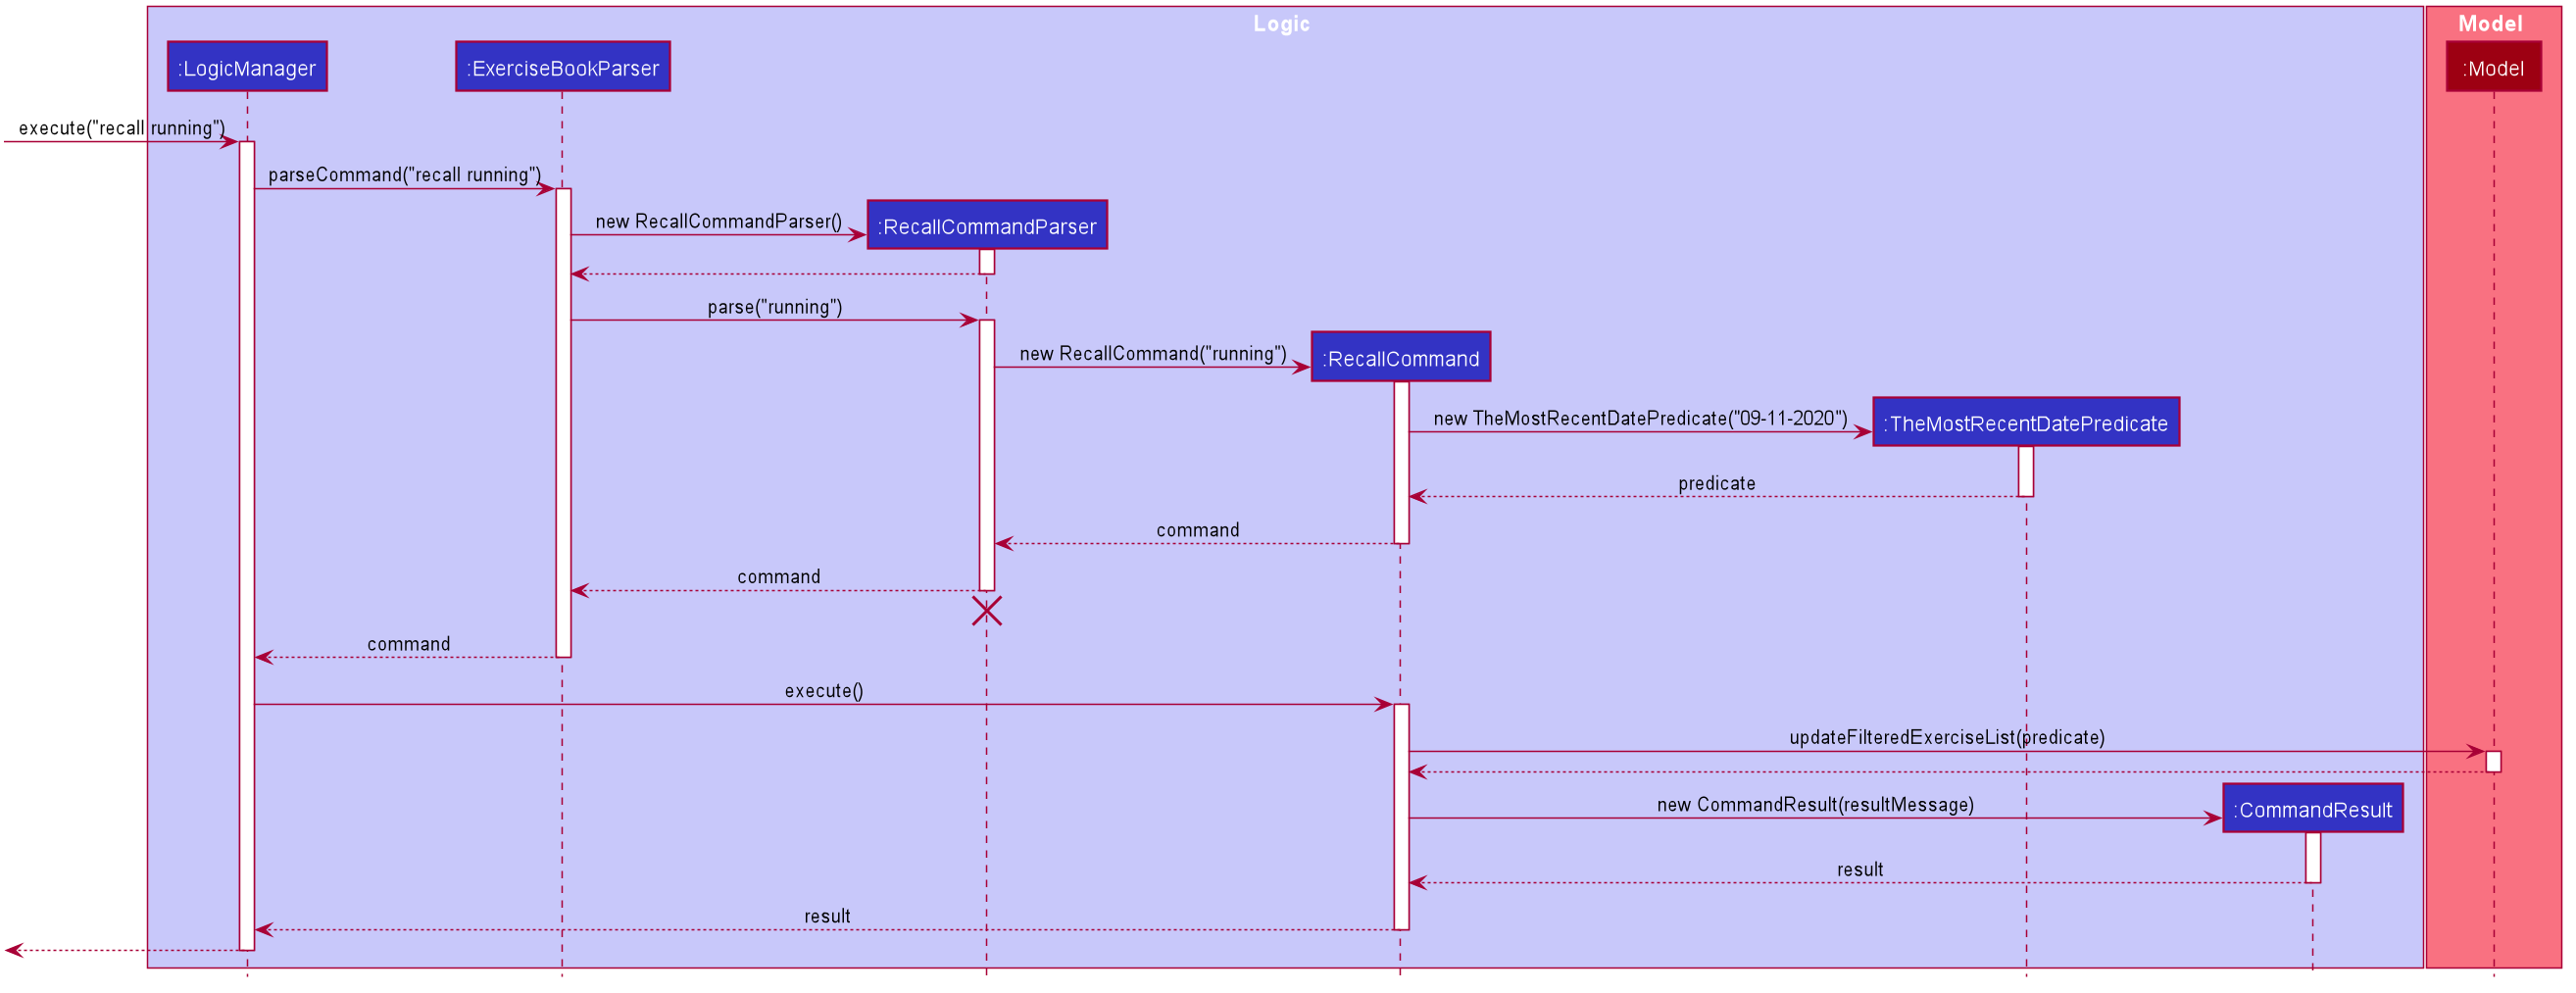 Logic
Model
:LogicManager
:ExerciseBookParser
:Model
execute("recall running")
parseCommand("recall running")
new RecallCommandParser()
:RecallCommandParser
parse("running")
new RecallCommand("running")
:RecallCommand
new TheMostRecentDatePredicate("09-11-2020")
:TheMostRecentDatePredicate
predicate
command
command
command
execute()
updateFilteredExerciseList(predicate)
new CommandResult(resultMessage)
:CommandResult
result
result